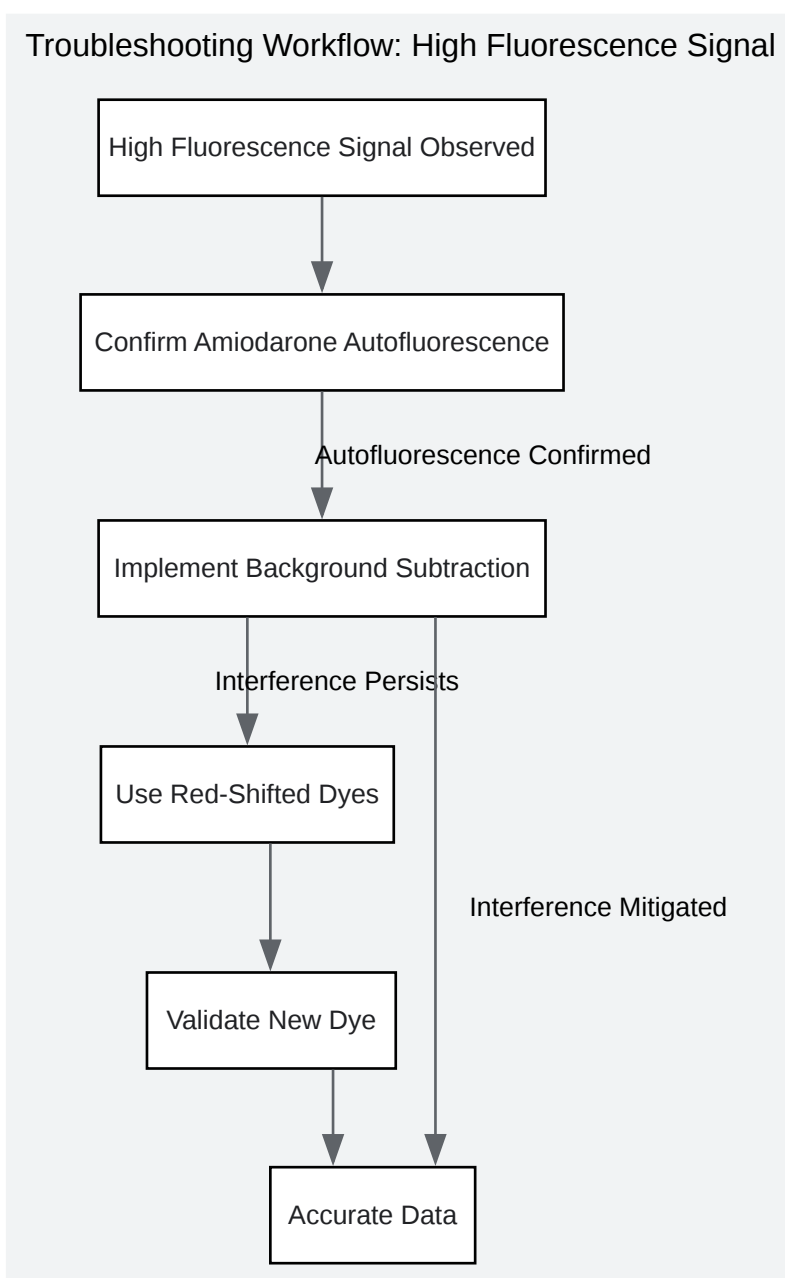 Troubleshooting Workflow: High Fluorescence Signal
High Fluorescence Signal Observed
Confirm Amiodarone Autofluorescence
Autofluorescence Confirmed
Implement Background Subtraction
Interference Persists
Use Red-Shifted Dyes
Interference Mitigated
Validate New Dye
Accurate Data